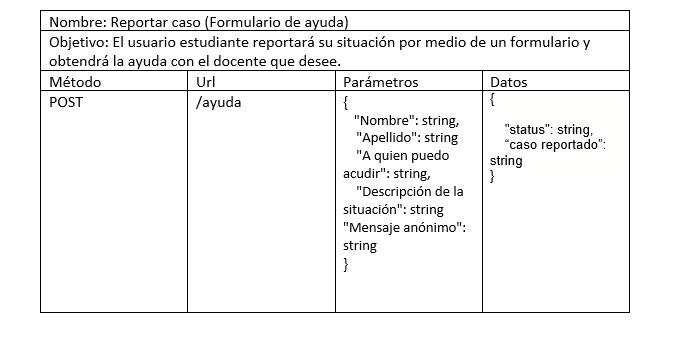 Nombre: Reportar caso (Formulario de ayuda)
Objetivo: El usuario estudiante reportará su situación por medio de un formulario y
obtendrá la ayuda con el docente que desee.
Método
Url
Parámetros
Datos
POST
/ayuda
{
"Nombre": string,
"Apellido": string
"A quien puedo
acudir": string,
"Descripción de la
situación": string
"Mensaje anónimo":
string
}
{
"status": string,
“caso reportado”:
string
}